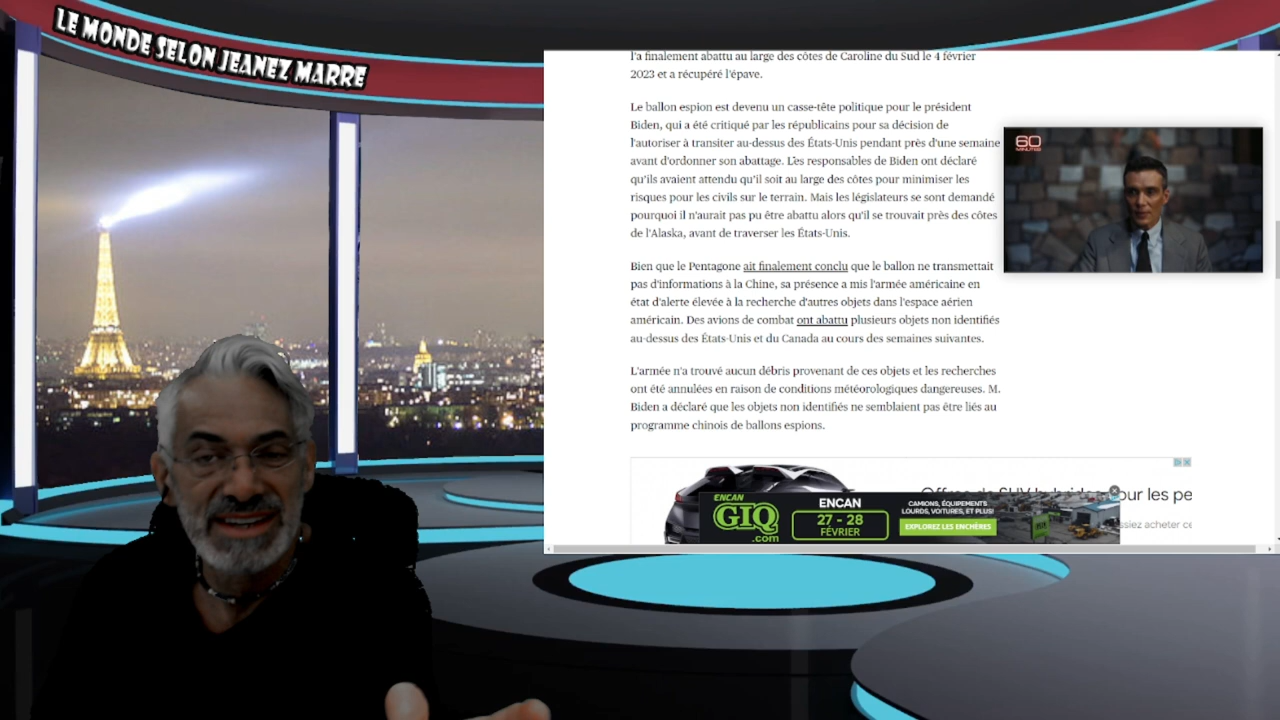 LE MONDE SELON JEANEZ MARRE
l'a finalement abattu au large des côtes de Caroline du Sud le 4 février
2023 et a récupéré l'épave.
Le ballon espion est devenu un casse-tête politique pour le président
Biden, qui a été critiqué par les républicains pour sa décision de
l'autoriser à transiter au-dessus des États-Unis pendant près d'une semaine
avant d'ordonner son abattage. Les responsables de Biden ont déclaré
qu'ils avaient attendu qu'il soit au large des côtes pour minimiser les
risques pour les civils sur le terrain. Mais les législateurs se sont demandé
pourquoi il n'aurait pas pu être abattu alors qu'il se trouvait près des côtes
de l'Alaska, avant de traverser les États-Unis.
60
MINUTES
Bien que le Pentagone ait finalement conclu que le ballon ne transmettait
pas d'informations à la Chine, sa présence a mis l'armée américaine en
état d'alerte élevée à la recherche d'autres objets dans l'espace aérien
américain. Des avions de combat ont abattu plusieurs objets non identifiés
au-dessus des États-Unis et du Canada au cours des semaines suivantes.
L'armée n'a trouvé aucun débris provenant de ces objets et les recherches
ont été annulées en raison de conditions météorologiques dangereuses. M.
Biden a déclaré que les objets non identifiés ne semblaient pas être liés au
programme chinois de ballons espions.
pour les pe
ssiez acheter ce
ENCAN
GIQ
.com
ENCAN
27 - 28
FÉVRIER
CAMIONS, ÉQUIPEMENTS
LOURDS, VOITURES, ET PLUS!
EXPLOREZ LES ENCHÈRES